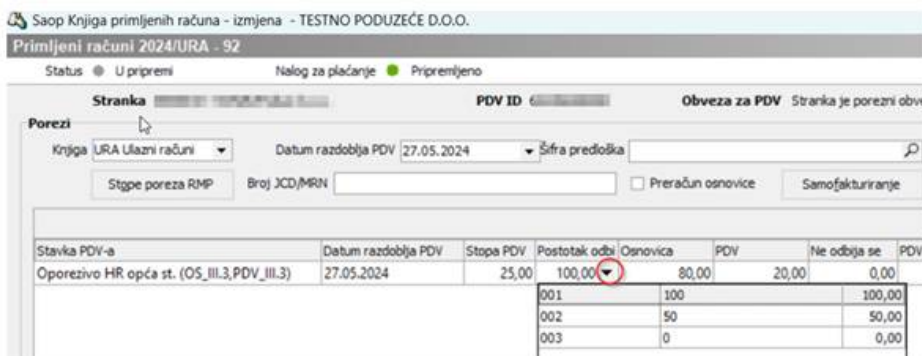 Saop Knjiga primljenih računa - izmjena - TESTNO PODUZEĆE D.O.O.
Primljeni računi 2024/URA - 92
Status U pripremi Nalog za plaćanje Pripremljeno
Stranka PDV ID Obveza za PDV Stranka je porezni obve
Porezi
Knjiga URA Ulazni računi Datum razdoblja PDV 27.05.2024 Šifra predloška
Stope poreza RMP Broj JCD/MRN Preračun osnovice Samofakturiranje
Stavka PDV-a Datum razdoblja PDV Stopa PDV Postotak odbi Osnovica PDV Ne odbija se PDV
Oporezivo HR opća st. (OS_III.3,PDV_III.3) 27.05.2024 25,00 100,00 80,00 20,00 0,00
001 100 100,00
002 50 50,00
003 0 0,00